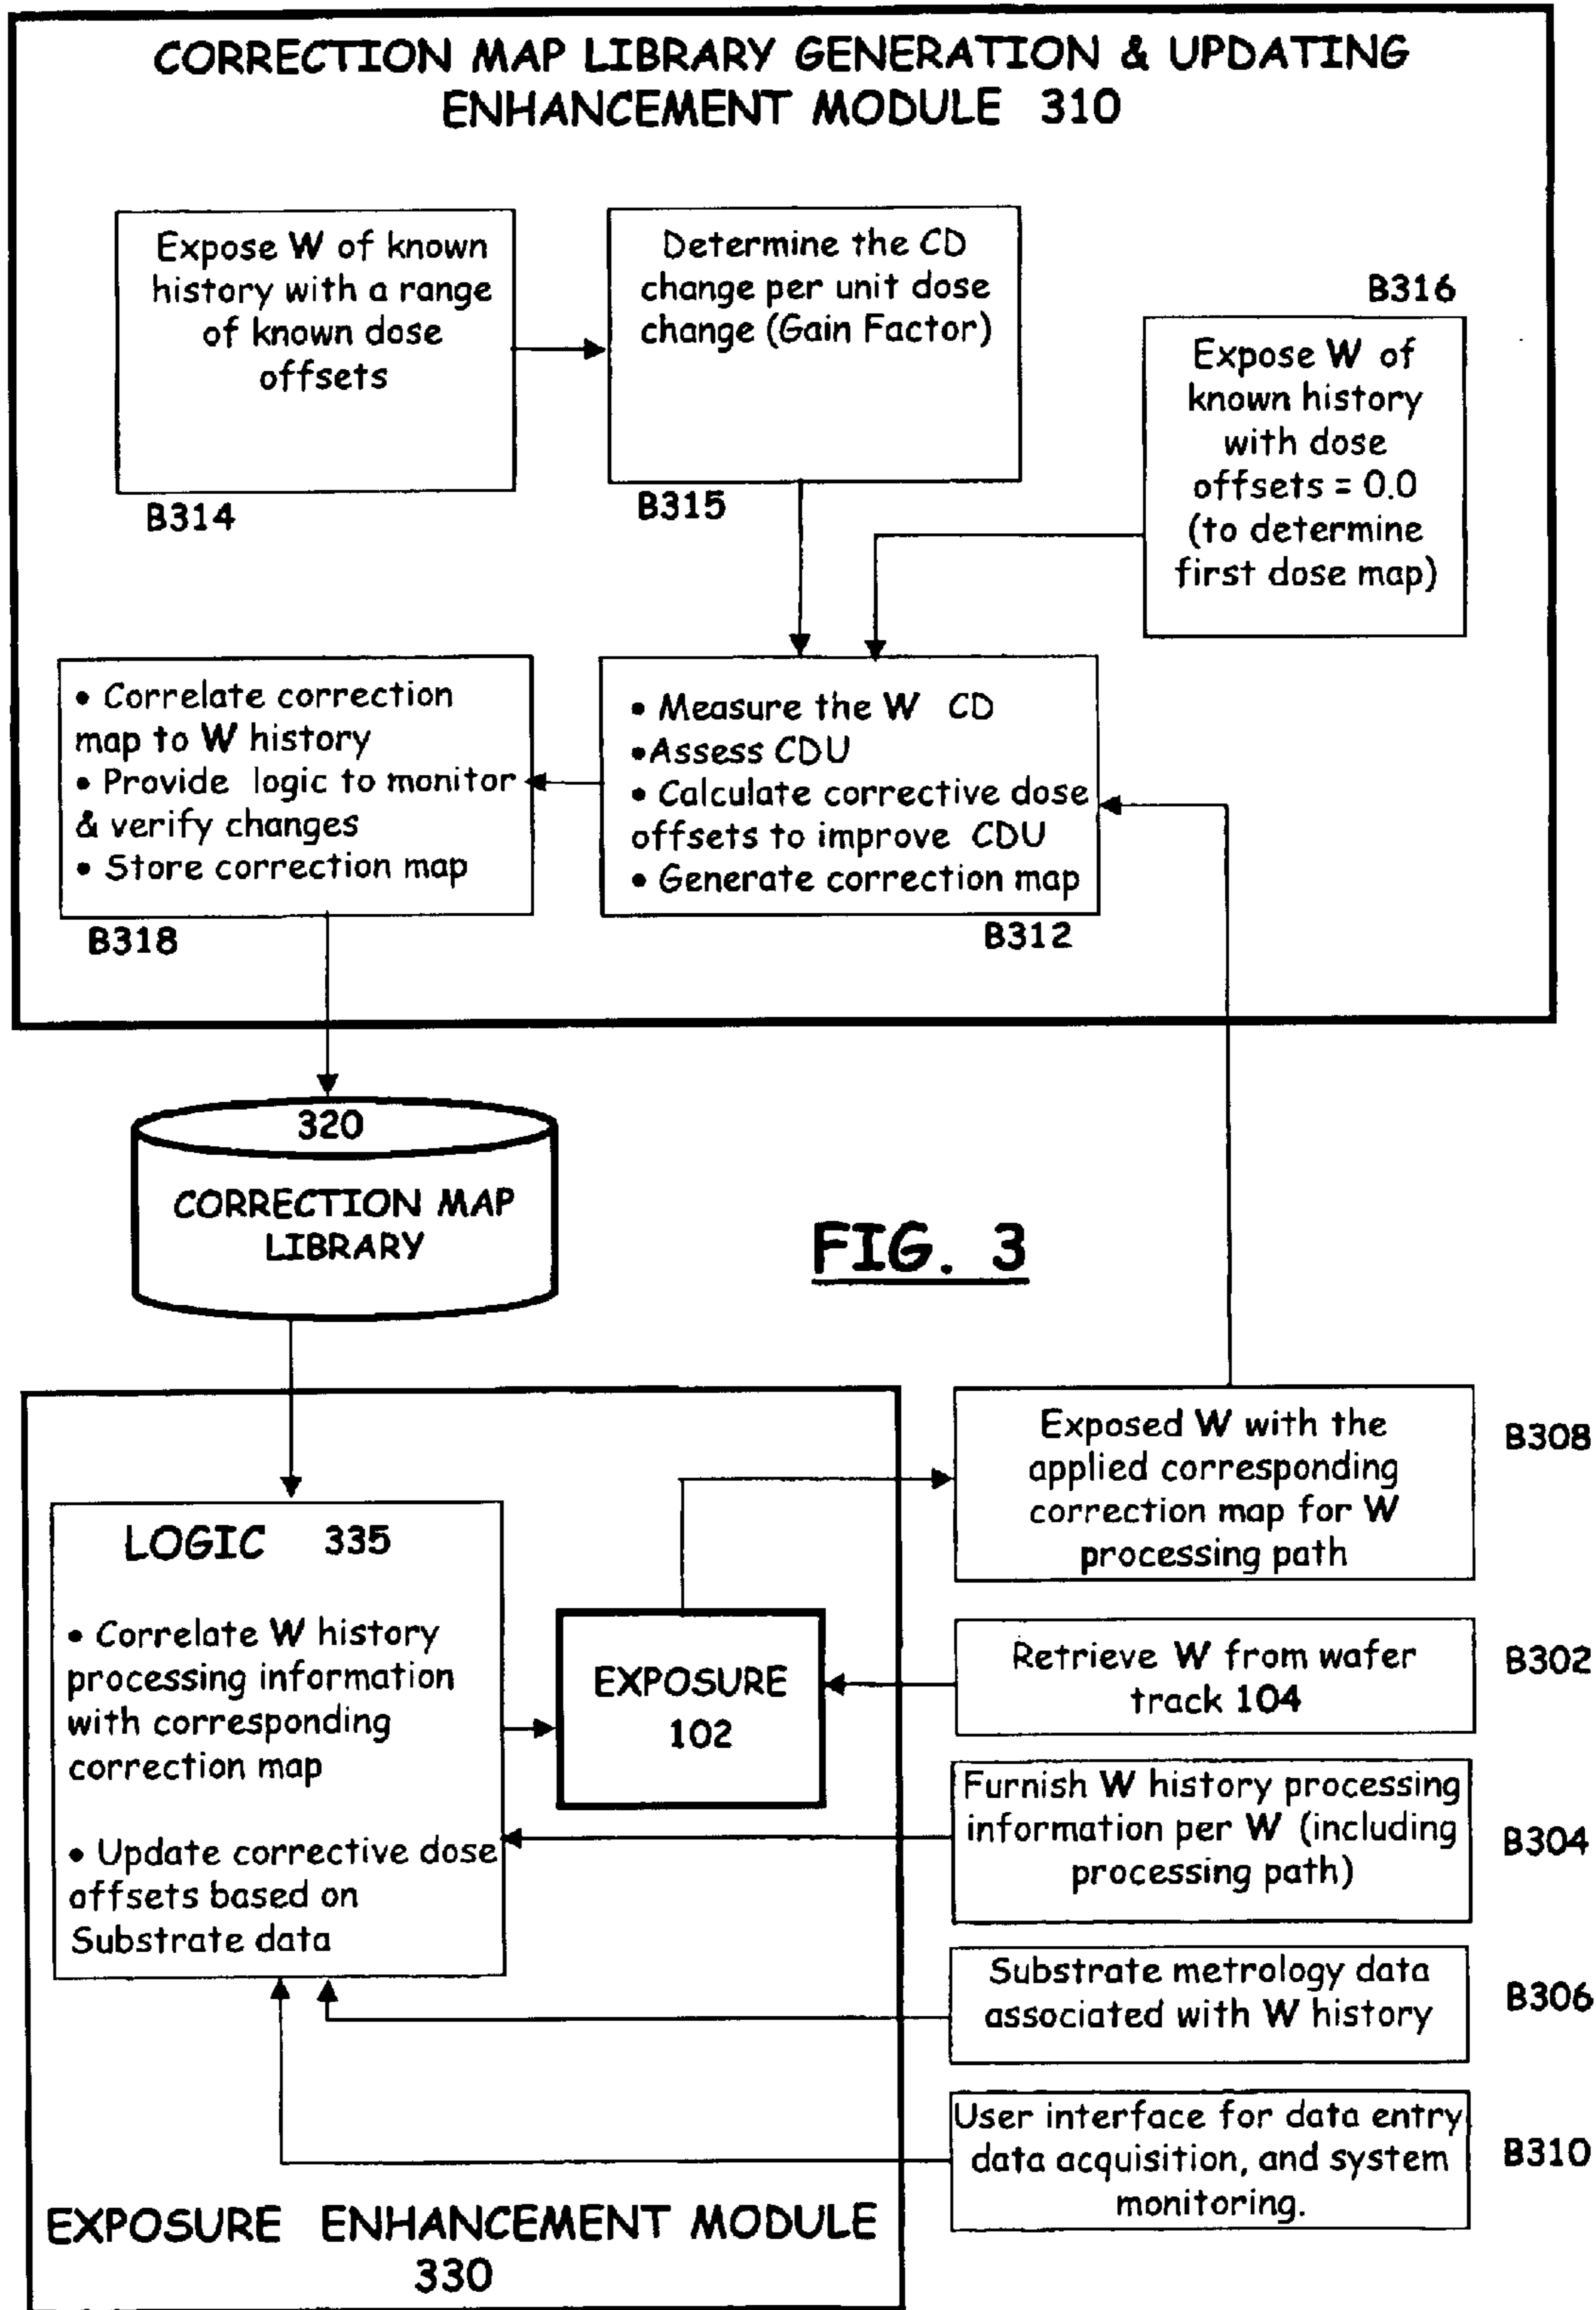 CORRECTION MAP LIBRARY GENERATION & UPDATING
ENHANCEMENT MODULE 310
Expose W of known
history with a range
of known dose
offsets
B314
Determine the CD
change per unit dose
change (Gain Factor)
B315
B316
Expose W of
known history
with dose
offsets = 0.0
(to determine
first dose map)
• Correlate correction
map to W history
• Provide logic to monitor
& verify changes
• Store correction map
B318
• Measure the W CD
•Assess CDU
• Calculate corrective dose
offsets to improve CDU
• Generate correction map
B312
320
CORRECTION MAP
LIBRARY
FIG. 3
LOGIC 335
• Correlate W history
processing information
with corresponding
correction map
• Update corrective dose
offsets based on
Substrate data
EXPOSURE
102
Exposed W with the
applied corresponding
correction map for W
processing path
B308
Retrieve W from wafer
track 104
B302
Furnish W history processing
information per W (including
processing path)
B304
Substrate metrology data
associated with W history
B306
User interface for data entry
data acquisition, and system
monitoring.
B310
EXPOSURE ENHANCEMENT MODULE
330